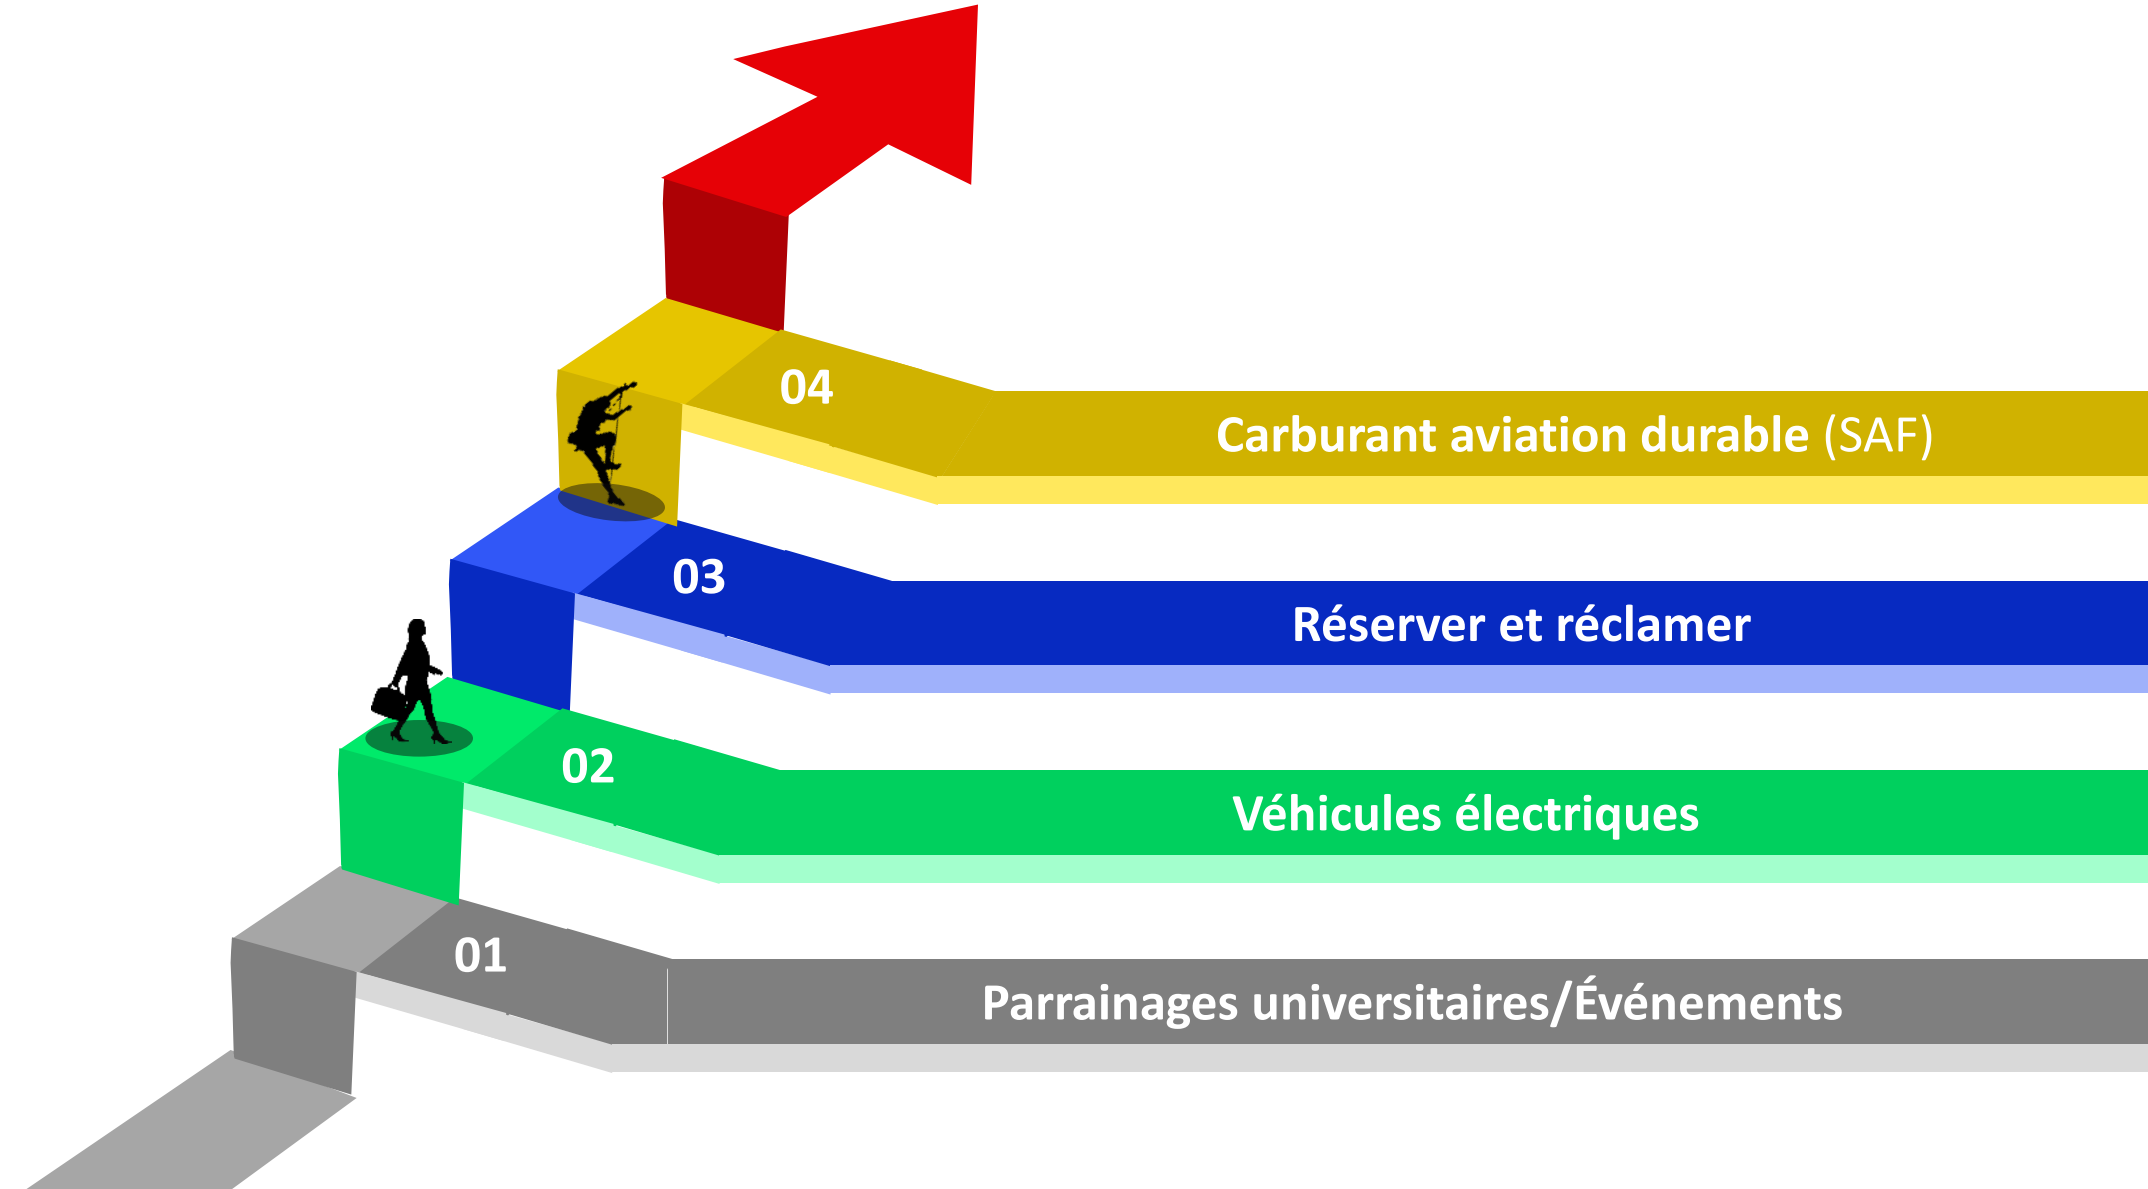 04
Carburant aviation durable (SAF)
03
Réserver et réclamer
02
Véhicules électriques
01
Parrainages universitaires/Événements